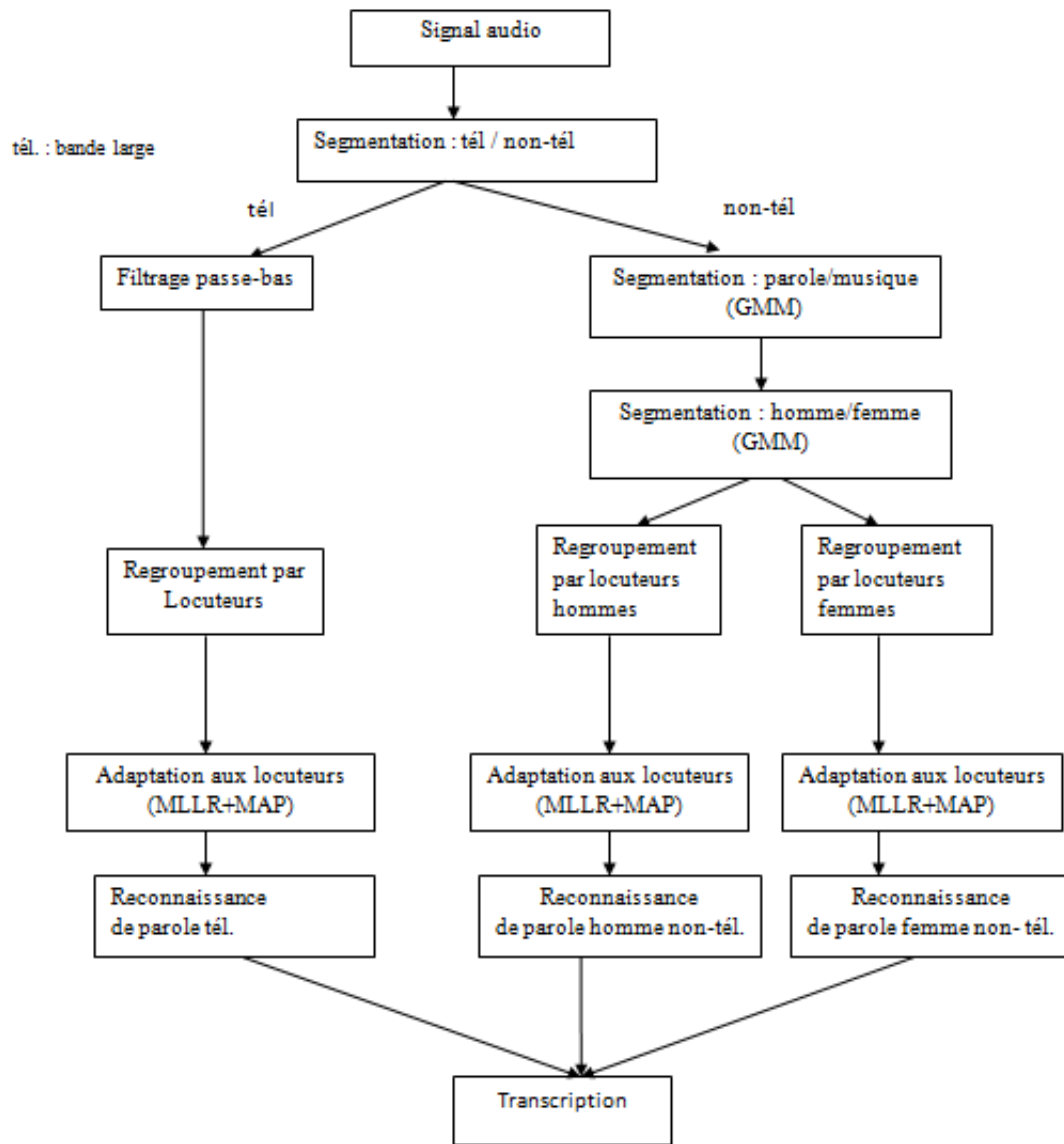 Signal audio
tél. : bande large
Segmentation : tél / non-tél
tél
non-tél
Filtrage passe-bas
Segmentation : parole/musique
(GMM)
Segmentation : homme/femme
(GMM)
Regroupement par
Locuteurs
Regroupement
par locuteurs
hommes
Regroupement
par locuteurs
femmes
Adaptation aux locuteurs
(MLLR+MAP)
Adaptation aux locuteurs
(MLLR+MAP)
Adaptation aux locuteurs
(MLLR+MAP)
Reconnaissance
de parole tél.
Reconnaissance
de parole homme non-tél.
Reconnaissance
de parole femme non- tél.
Transcription